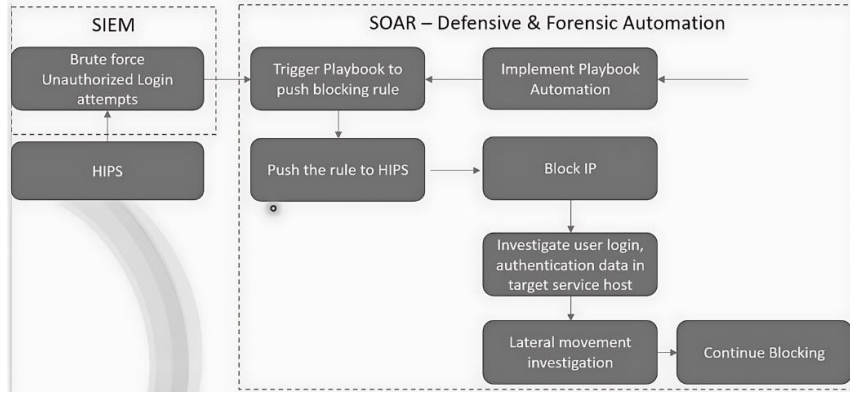 SIEM
SOAR – Defensive & Forensic Automation
Brute force
Unauthorized Login
attempts
Trigger Playbook to
push blocking rule
Implement Playbook
Automation
HIPS
Push the rule to HIPS
Block IP
Investigate user login,
authentication data in
target service host
Lateral movement
investigation
Continue Blocking